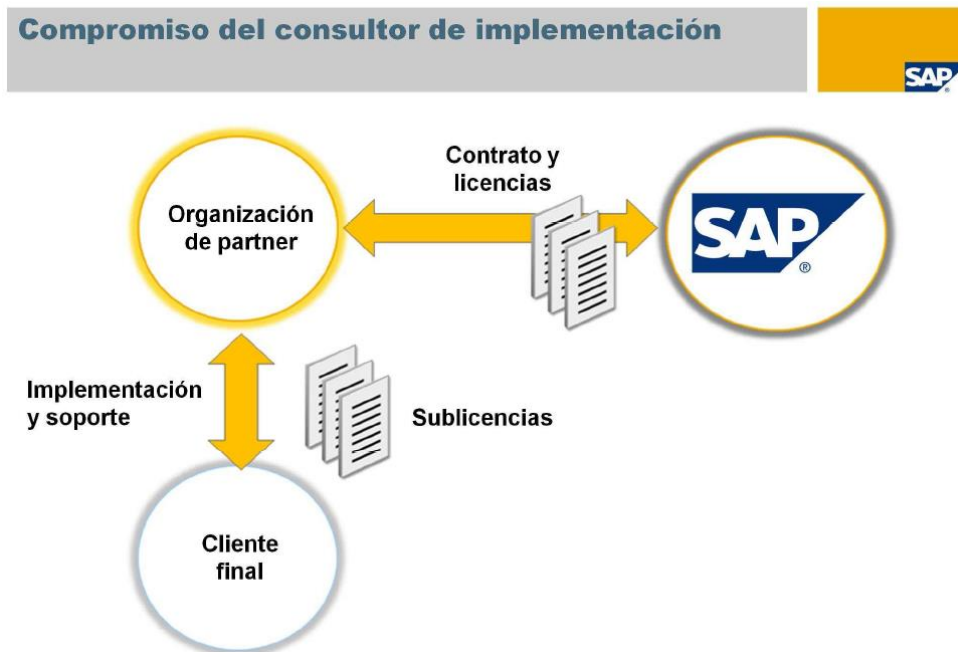 Compromiso del consultor de implementación
SAP®
Contrato y
licencias
Organización
de partner
SAP
®
Implementación
y soporte
Sublicencias
Cliente
final